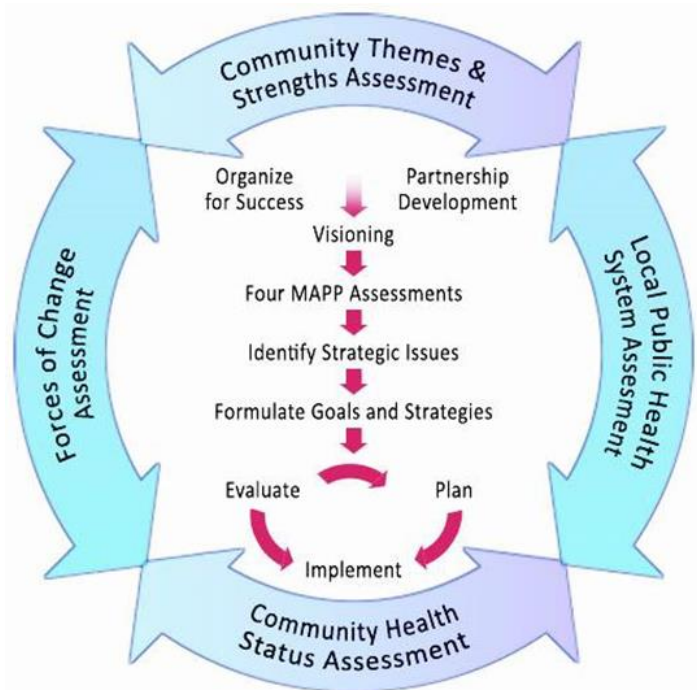 Community Themes &
Strengths Assessment
Organize
for Success
Partnership
Development
Visioning
Four MAPP Assessments
Identify Strategic Issues
Formulate Goals and Strategies
Evaluate
Plan
Implement
Forces of Change
Assessment
Local Public Health
System Assesment
Community Health
Status Assessment